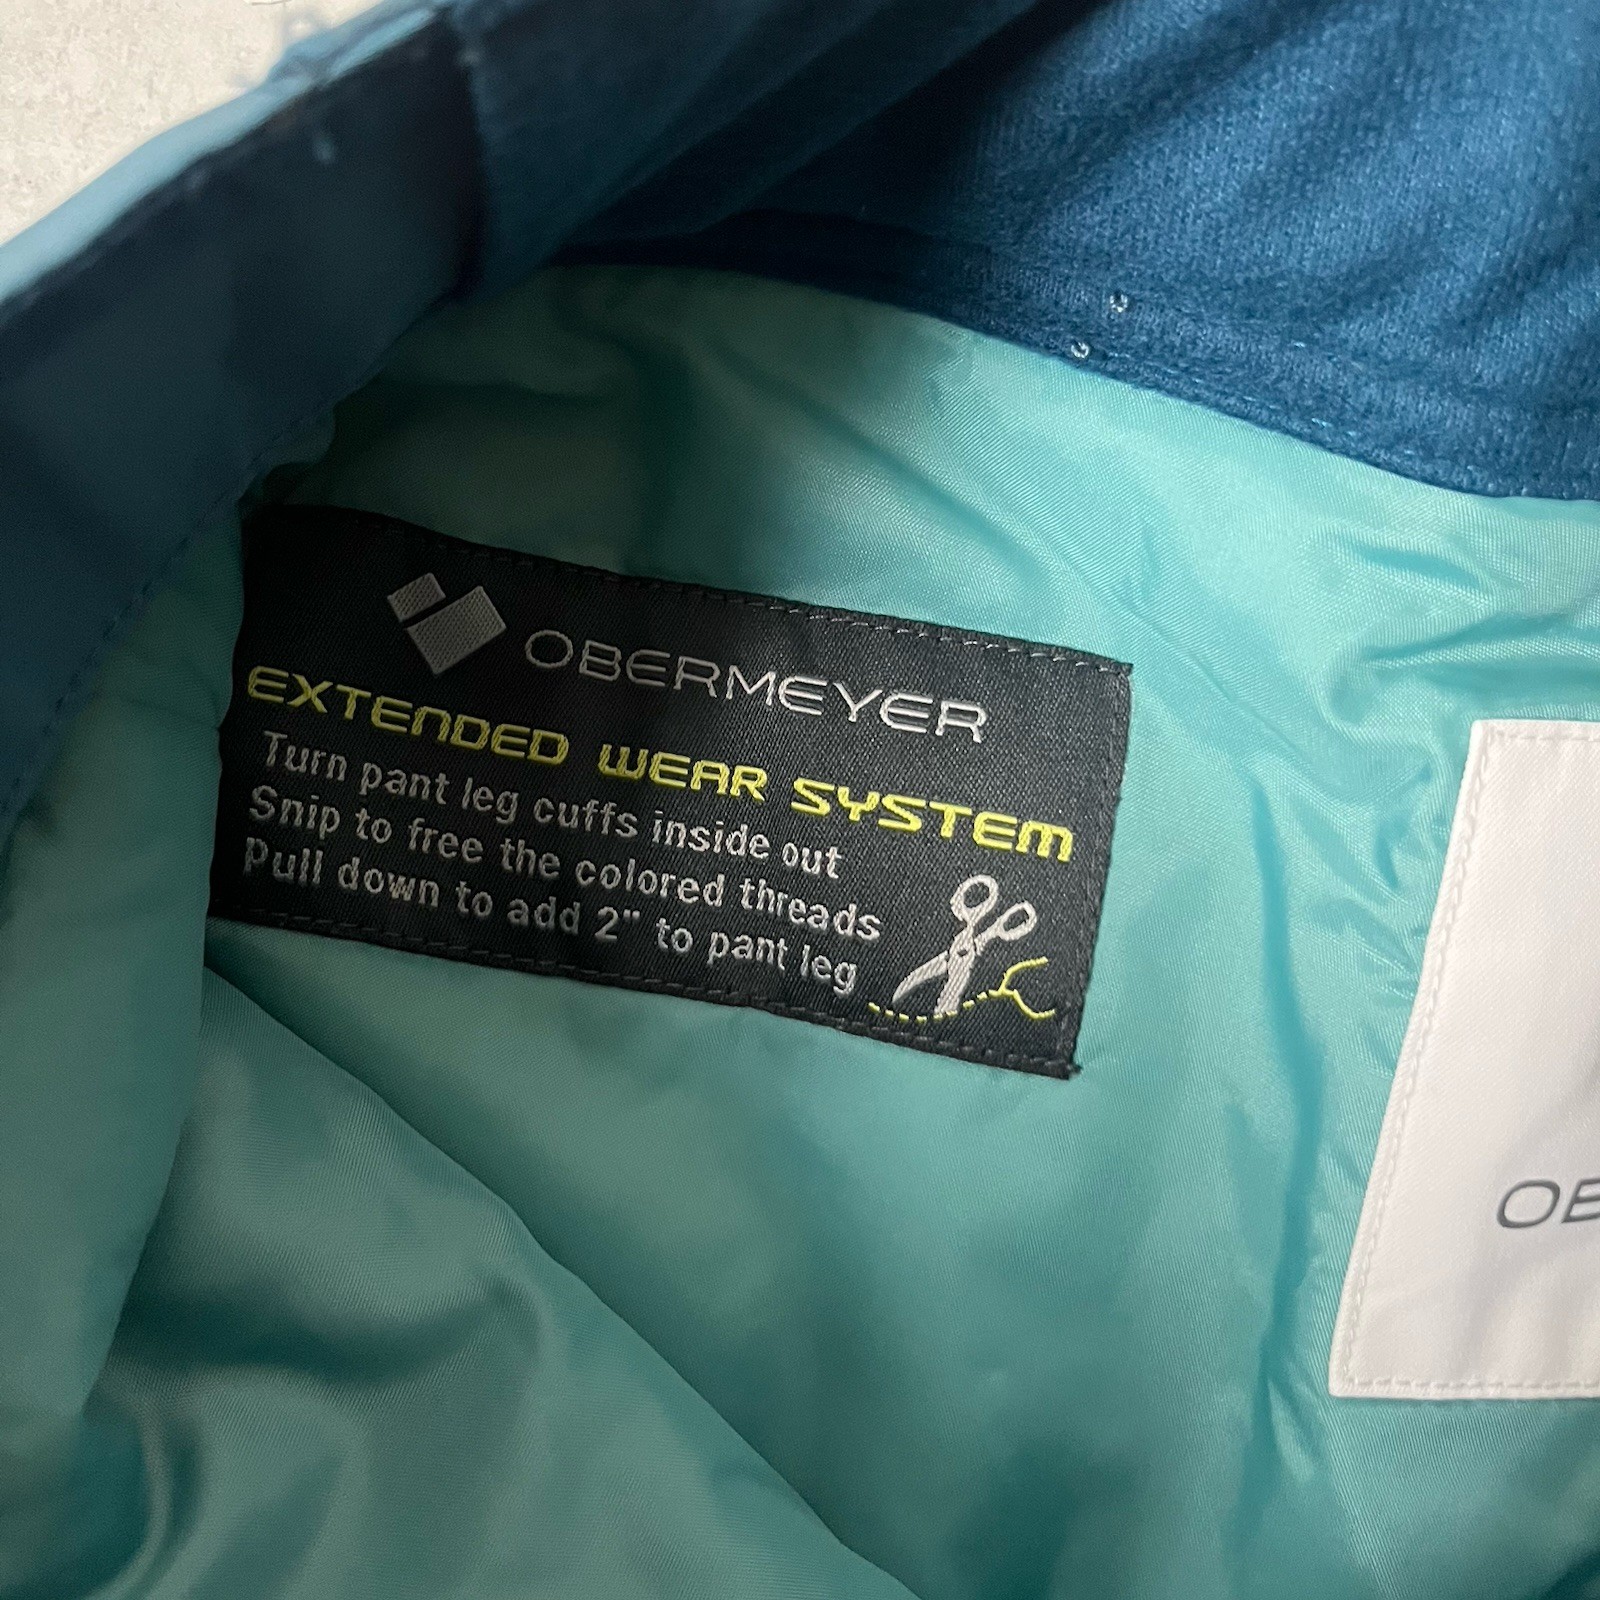 OBERMEYER
EXTENDED WEAR SYSTEM
Turn pant leg cuffs inside out
Snip to free the colored threads
Pull down to add 2" to pant leg